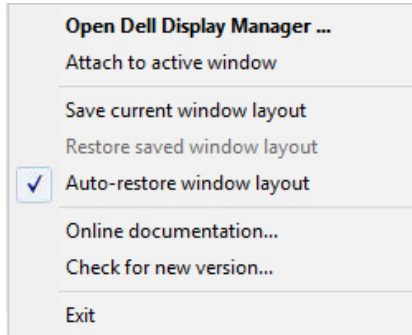 Open Dell Display Manager ...
Attach to active window
Save current window layout
Restore saved window layout
Auto-restore window layout
Online documentation...
Check for new version...
Exit